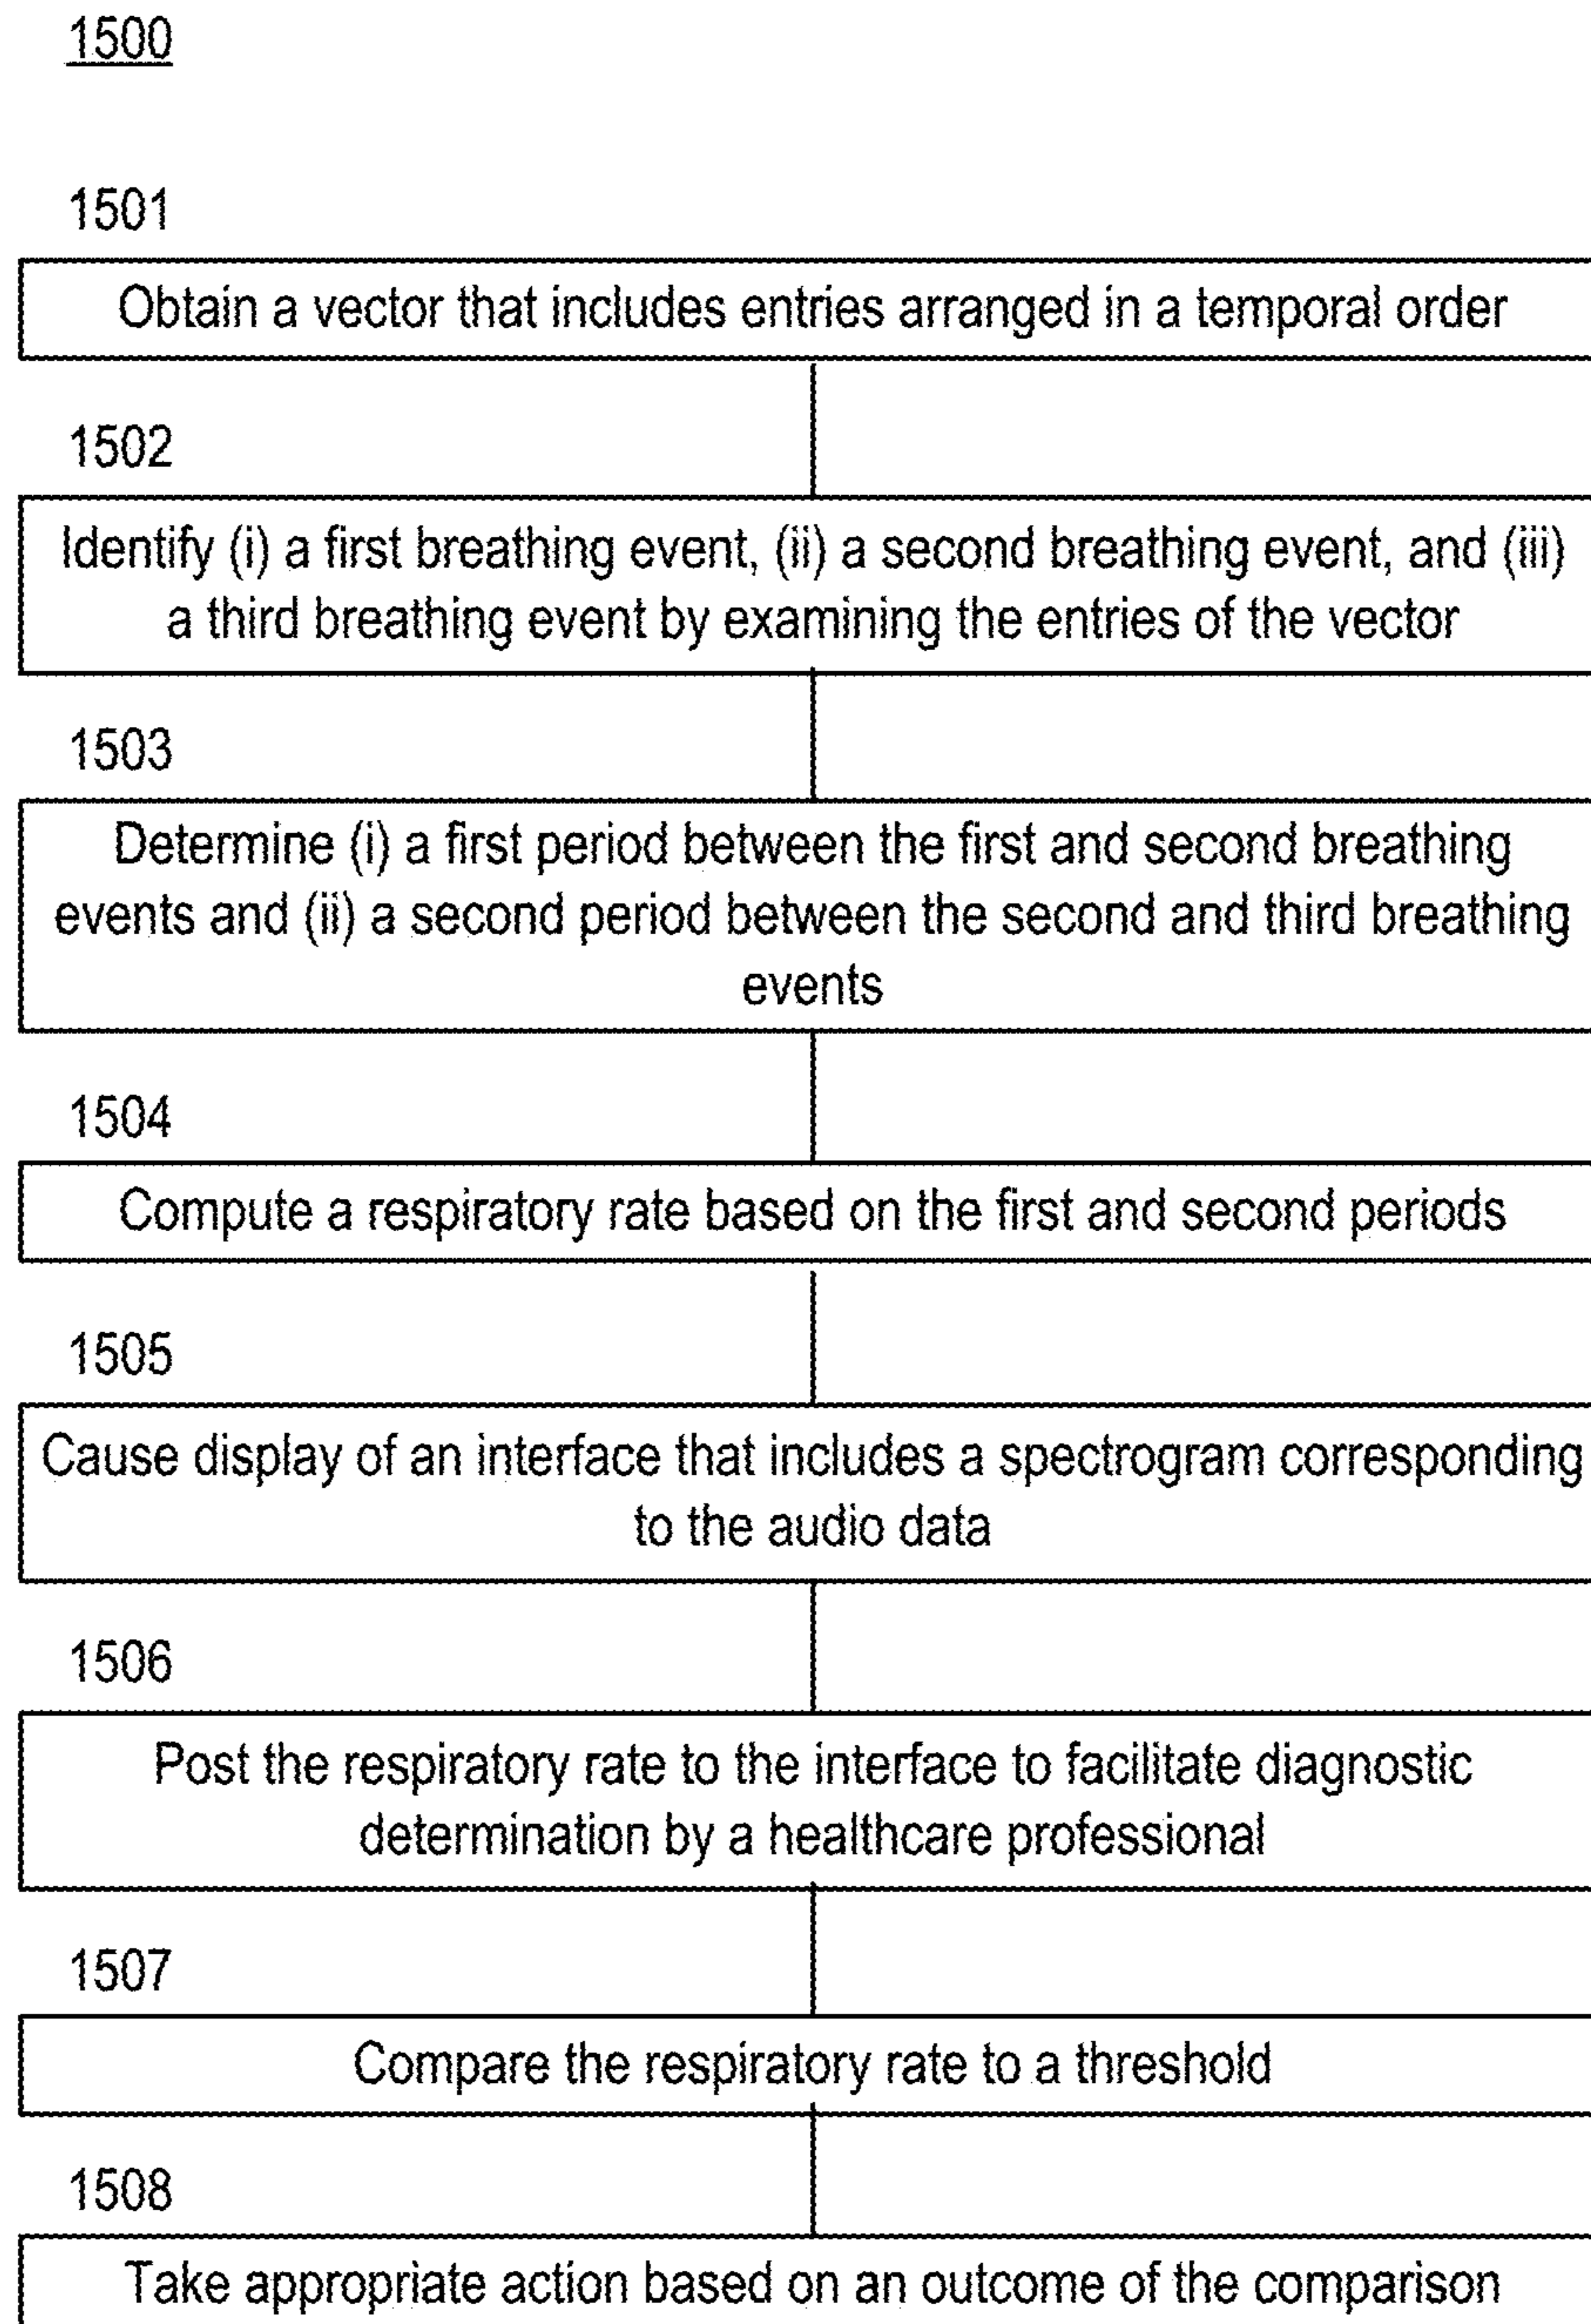 1500
1501
Obtain a vector that includes entries arranged in a temporal order
1502
Identify (i) a first breathing event, (ii) a second breathing event, and (iii)
a third breathing event by examining the entries of the vector
1503
Determine (i) a first period between the first and second breathing
events and (ii) a second period between the second and third breathing
events
1504
Compute a respiratory rate based on the first and second periods
1505
Cause display of an interface that includes a spectrogram corresponding
to the audio data
1506
Post the respiratory rate to the interface to facilitate diagnostic
determination by a healthcare professional
1507
Compare the respiratory rate to a threshold
1508
Take appropriate action based on an outcome of the comparison